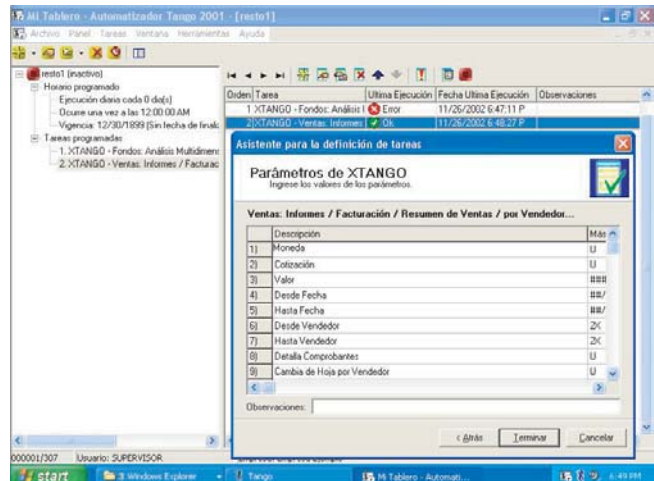 Mi Tablero - Automatizador Tango 2001 - [resto1]
Archivo Panel Tareas Ventana Herramientas Ayuda
resto1 (inactivo)
Horario programado
Ejecución diaria cada 0 día(s)
Ocurre una vez a las 12:00:00 AM
Vigencia: 12/30/1899 (Sin fecha de finali
Tareas programadas
1. XTANGO - Fondos: Análisis Multidimens
2. XTANGO - Ventas: Informes / Facturac
Orden Tarea Ultima Ejecución Fecha Ultima Ejecución Observaciones
1 XTANGO - Fondos: Análisis Error 11/26/2002 6:47:11 P
2 XTANGO - Ventas: Informes Ok 11/26/2002 6:48:27 P
Asistente para la definición de tareas
Parámetros de XTANGO
Ingrese los valores de los parámetros.
Ventas: Informes / Facturación / Resumen de Ventas / por Vendedor...
Descripción Más
1) Moneda U
2) Cotización U
3) Valor ###
4) Desde Fecha ##/
5) Hasta Fecha ##/
6) Desde Vendedor 2X
7) Hasta Vendedor 2X
8) Detalla Comprobantes U
9) Cambia de Hoja por Vendedor U
Observaciones:
< Atrás Terminar Cancelar
000001/307 Usuario: SUPERVISOR
start 3 Windows Explorer Tango Mi Tablero - Automati... 6:49 PM